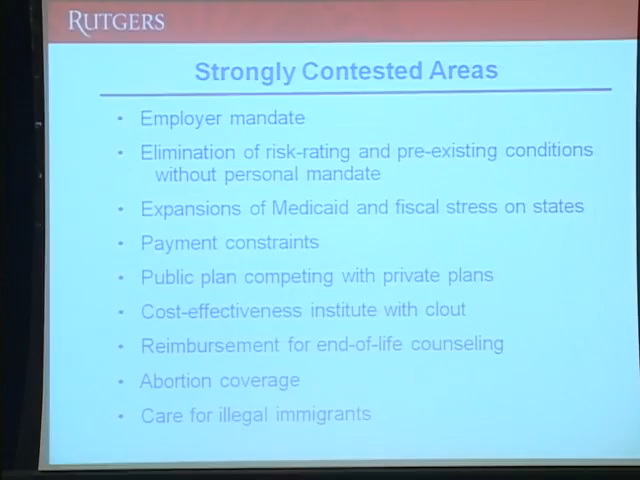 RUTGERS
Strongly Contested Areas
• Employer mandate
• Elimination of risk-rating and pre-existing conditions
without personal mandate
• Expansions of Medicaid and fiscal stress on states
• Payment constraints
• Public plan competing with private plans
• Cost-effectiveness institute with clout
• Reimbursement for end-of-life counseling
• Abortion coverage
• Care for illegal immigrants